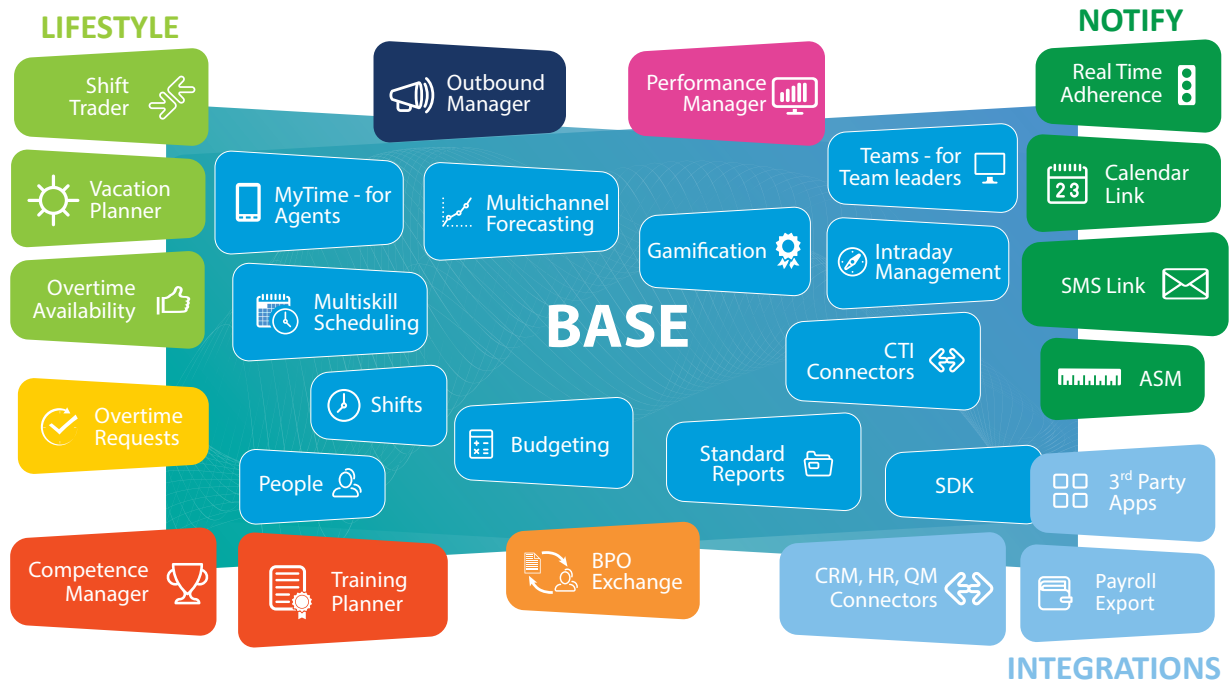 LIFESTYLE
Shift
Trader
Vacation
Planner
Overtime
Availability
Overtime
Requests
Competence
Manager
Training
Planner
Outbound
Manager
Performance
Manager
MyTime - for
Agents
Multichannel
Forecasting
Teams - for
Team leaders
Gamification
Intraday
Management
Multiskill
Scheduling
BASE
CTI
Connectors
Shifts
Budgeting
Standard
Reports
People
SDK
BPO
Exchange
NOTIFY
Real Time
Adherence
Calendar
Link
23
SMS Link
ASM
3rd Party
Apps
CRM, HR, QM
Connectors
Payroll
Export
INTEGRATIONS